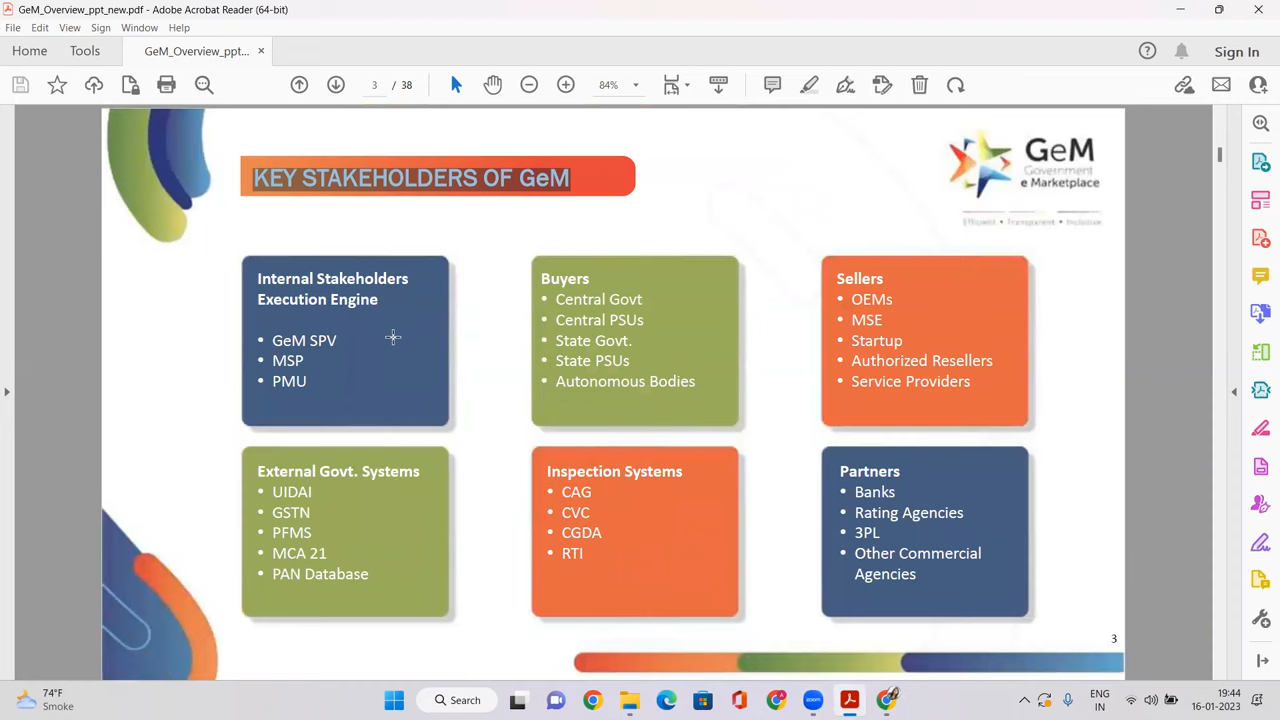 GeM_Overview_ppt_new.pdf - Adobe Acrobat Reader (64-bit)
File Edit View Sign Window Help
Home Tools GeM_Overview_ppt... × Sign In
3 / 38 84%
KEY STAKEHOLDERS OF GeM
GeM
Government
e Marketplace
Efficient • Transparent • Inclusive
Internal Stakeholders
Execution Engine
• GeM SPV
• MSP
• PMU
Buyers
• Central Govt
• Central PSUs
• State Govt.
• State PSUs
• Autonomous Bodies
Sellers
• OEMs
• MSE
• Startup
• Authorized Resellers
• Service Providers
External Govt. Systems
• UIDAI
• GSTN
• PFMS
• MCA 21
• PAN Database
Inspection Systems
• CAG
• CVC
• CGDA
• RTI
Partners
• Banks
• Rating Agencies
• 3PL
• Other Commercial
Agencies
3
74°F
Smoke
Search
ENG
IN
19:44
16-01-2023